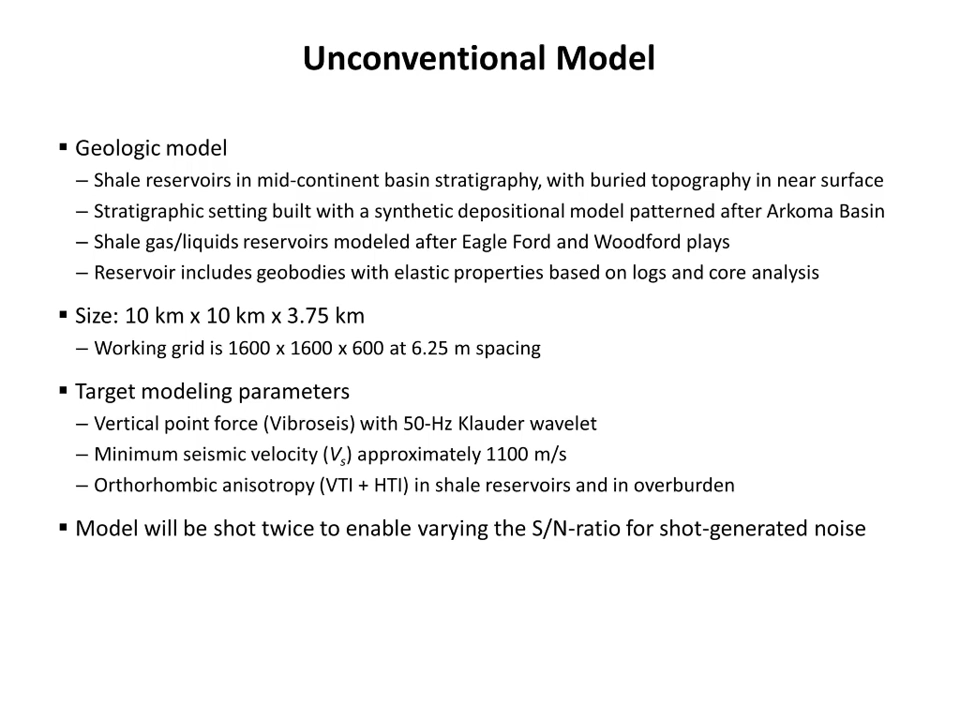 Unconventional Model
▪ Geologic model
– Shale reservoirs in mid-continent basin stratigraphy, with buried topography in near surface
– Stratigraphic setting built with a synthetic depositional model patterned after Arkoma Basin
– Shale gas/liquids reservoirs modeled after Eagle Ford and Woodford plays
– Reservoir includes geobodies with elastic properties based on logs and core analysis
▪ Size: 10 km x 10 km x 3.75 km
– Working grid is 1600 x 1600 x 600 at 6.25 m spacing
▪ Target modeling parameters
– Vertical point force (Vibroseis) with 50-Hz Klauder wavelet
– Minimum seismic velocity (Vs) approximately 1100 m/s
– Orthorhombic anisotropy (VTI + HTI) in shale reservoirs and in overburden
▪ Model will be shot twice to enable varying the S/N-ratio for shot-generated noise